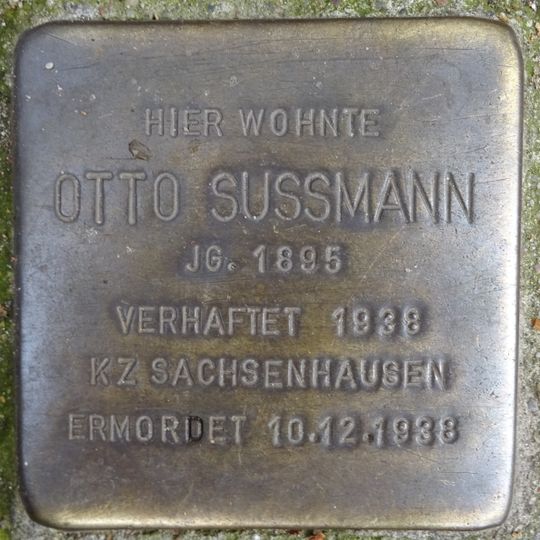 HIER WOHNTE
OTTO SUSSMANN
JG. 1895
VERHAFTET 1938
KZ SACHSENHAUSEN
ERMORDET 10.12.1938